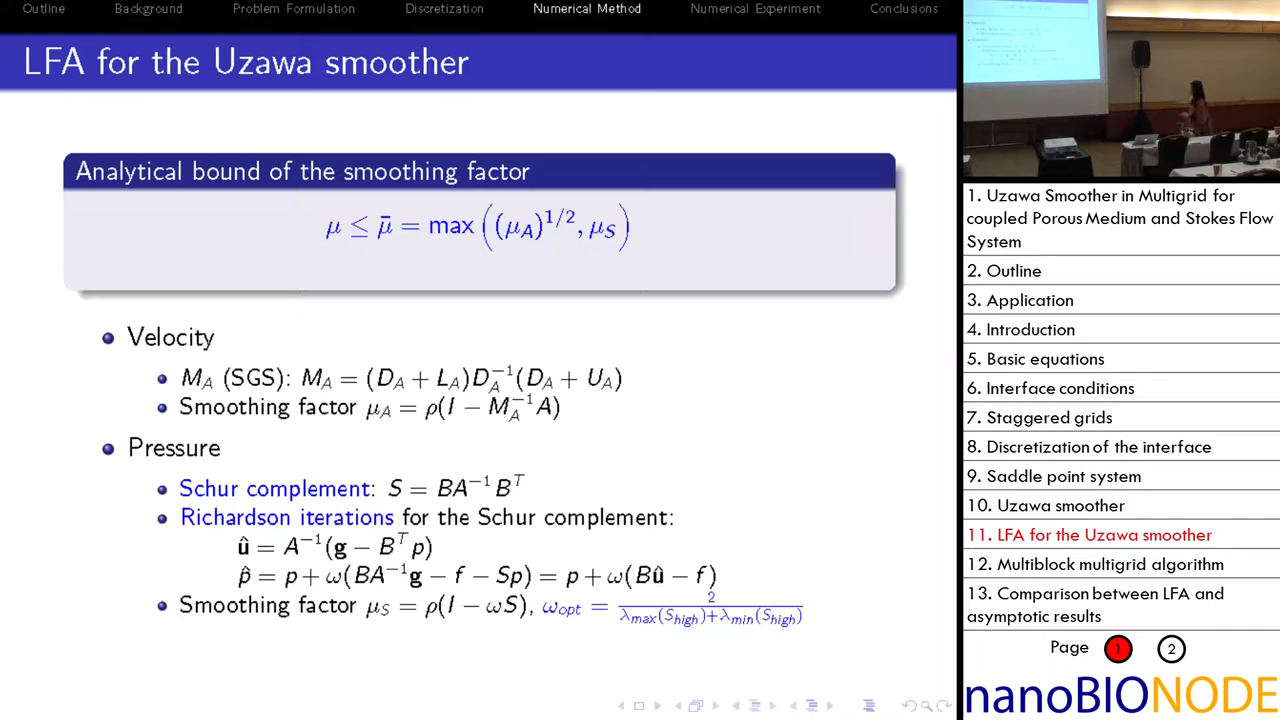 Outline Background Problem Formulation Discretization Numerical Method Numerical Experiment Conclusions
LFA for the Uzawa smoother
Analytical bound of the smoothing factor
μ ≤ μ̄ = max((μ_A)^{1/2}, μ_S)
Velocity
M_A (SGS): M_A = (D_A + L_A)D_A^{-1}(D_A + U_A)
Smoothing factor μ_A = ρ(I − M_A^{-1}A)
Pressure
Schur complement: S = BA^{-1}B^T
Richardson iterations for the Schur complement:
û = A^{-1}(g − B^T p)
p̂ = p + ω(BA^{-1}g − f − Sp) = p + ω(Bû − f)
Smoothing factor μ_S = ρ(I − ωS), ω_opt = 2/(λ_max(S_high)+λ_min(S_high))
1. Uzawa Smoother in Multigrid for
coupled Porous Medium and Stokes Flow
System
2. Outline
3. Application
4. Introduction
5. Basic equations
6. Interface conditions
7. Staggered grids
8. Discretization of the interface
9. Saddle point system
10. Uzawa smoother
11. LFA for the Uzawa smoother
12. Multiblock multigrid algorithm
13. Comparison between LFA and
asymptotic results
Page 1 2
nanoBIONODE